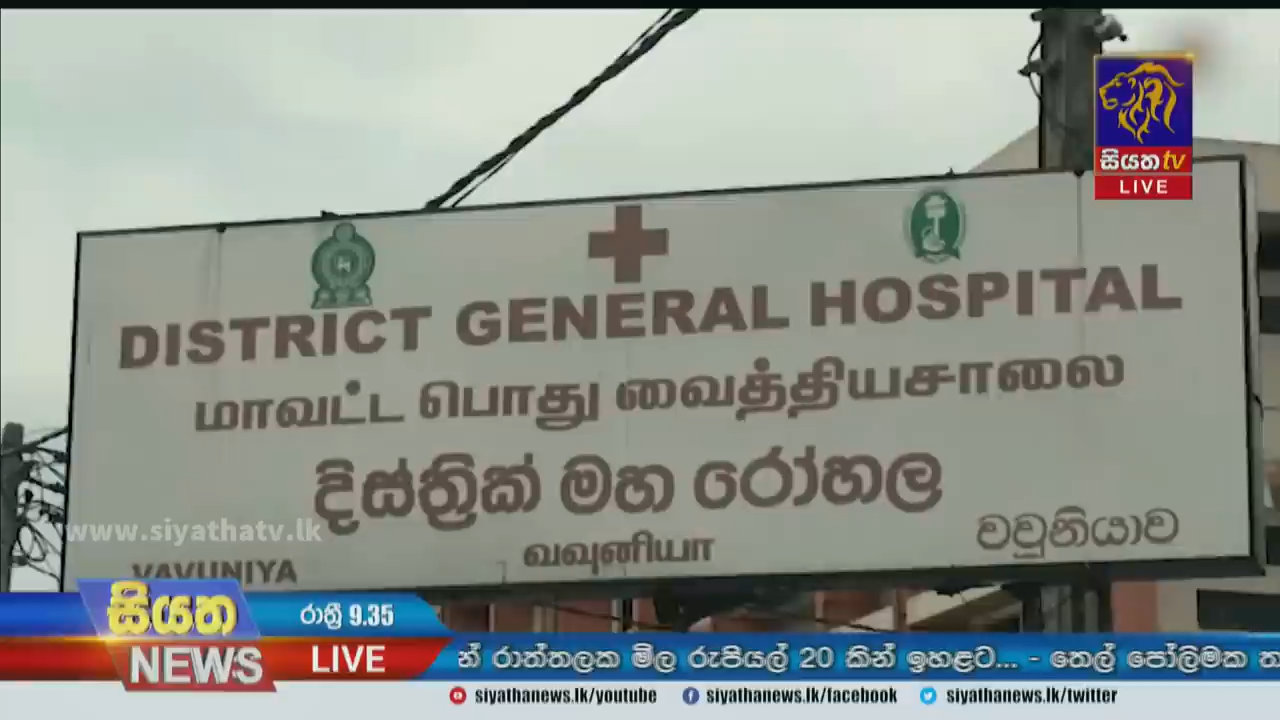 සියත tv
LIVE
DISTRICT GENERAL HOSPITAL
மாவட்ட பொது வைத்தியசாலை
දිස්ත්‍රික් මහ රෝහල
www.siyathatv.lk
VAVUNIYA
வவுனியா
වවුනියාව
සියත
NEWS
රාත්‍රී 9.35
LIVE
න් රාත්තලක මිල රුපියල් 20 කින් ඉහළට... - තෙල් පෝලිමක
siyathanews.lk/youtube
siyathanews.lk/facebook
siyathanews.lk/twitter